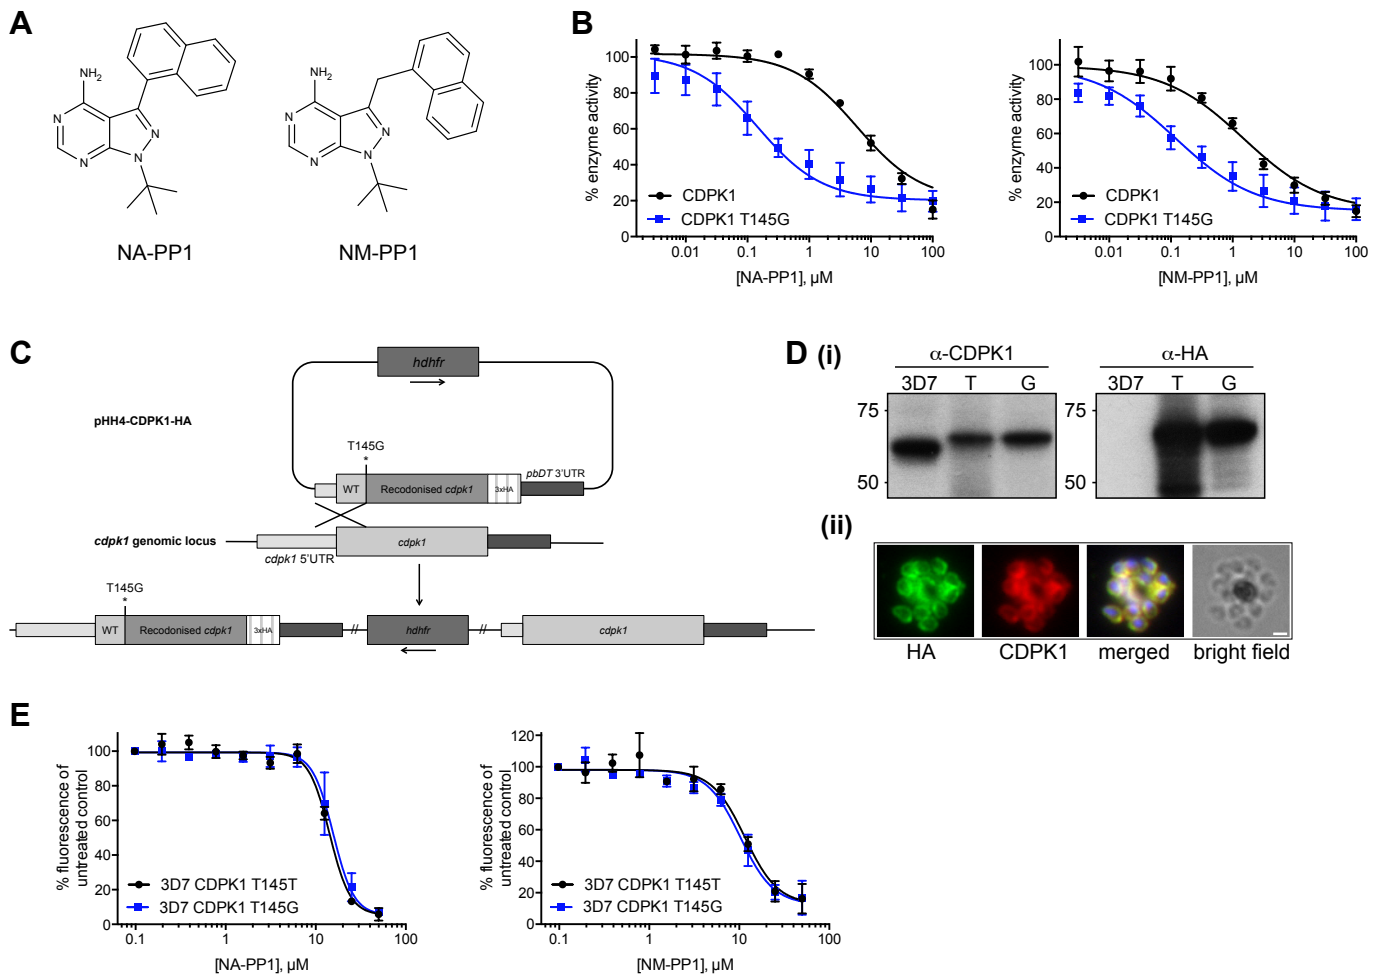 A
NH2
N
N
N
N
N
NA-PP1
NH2
N
N
N
N
N
NM-PP1
B
% enzyme activity
100
80
60
40
20
0
CDPK1
CDPK1 T145G
0.01
0.1
1
10
100
[NA-PP1], µM
% enzyme activity
100
80
60
40
20
0
CDPK1
CDPK1 T145G
0.01
0.1
1
10
100
[NM-PP1], µM
C
hdhfr
pHH4-CDPK1-HA
T145G
*
pbDT 3'UTR
WT
Recodonised cdpk1
3xHA
cdpk1 genomic locus
cdpk1
cdpk1 5'UTR
T145G
*
WT
Recodonised cdpk1
3xHA
//
hdhfr
//
cdpk1
D (i)
α-CDPK1
3D7 T G
75
50
α-HA
3D7 T G
75
50
(ii)
HA
CDPK1
merged
bright field
E
% fluorescence of
untreated control
100
80
60
40
20
0
3D7 CDPK1 T145T
3D7 CDPK1 T145G
0.1
1
10
100
[NA-PP1], µM
% fluorescence of
untreated control
120
100
80
60
40
20
0
3D7 CDPK1 T145T
3D7 CDPK1 T145G
0.1
1
10
100
[NM-PP1], µM